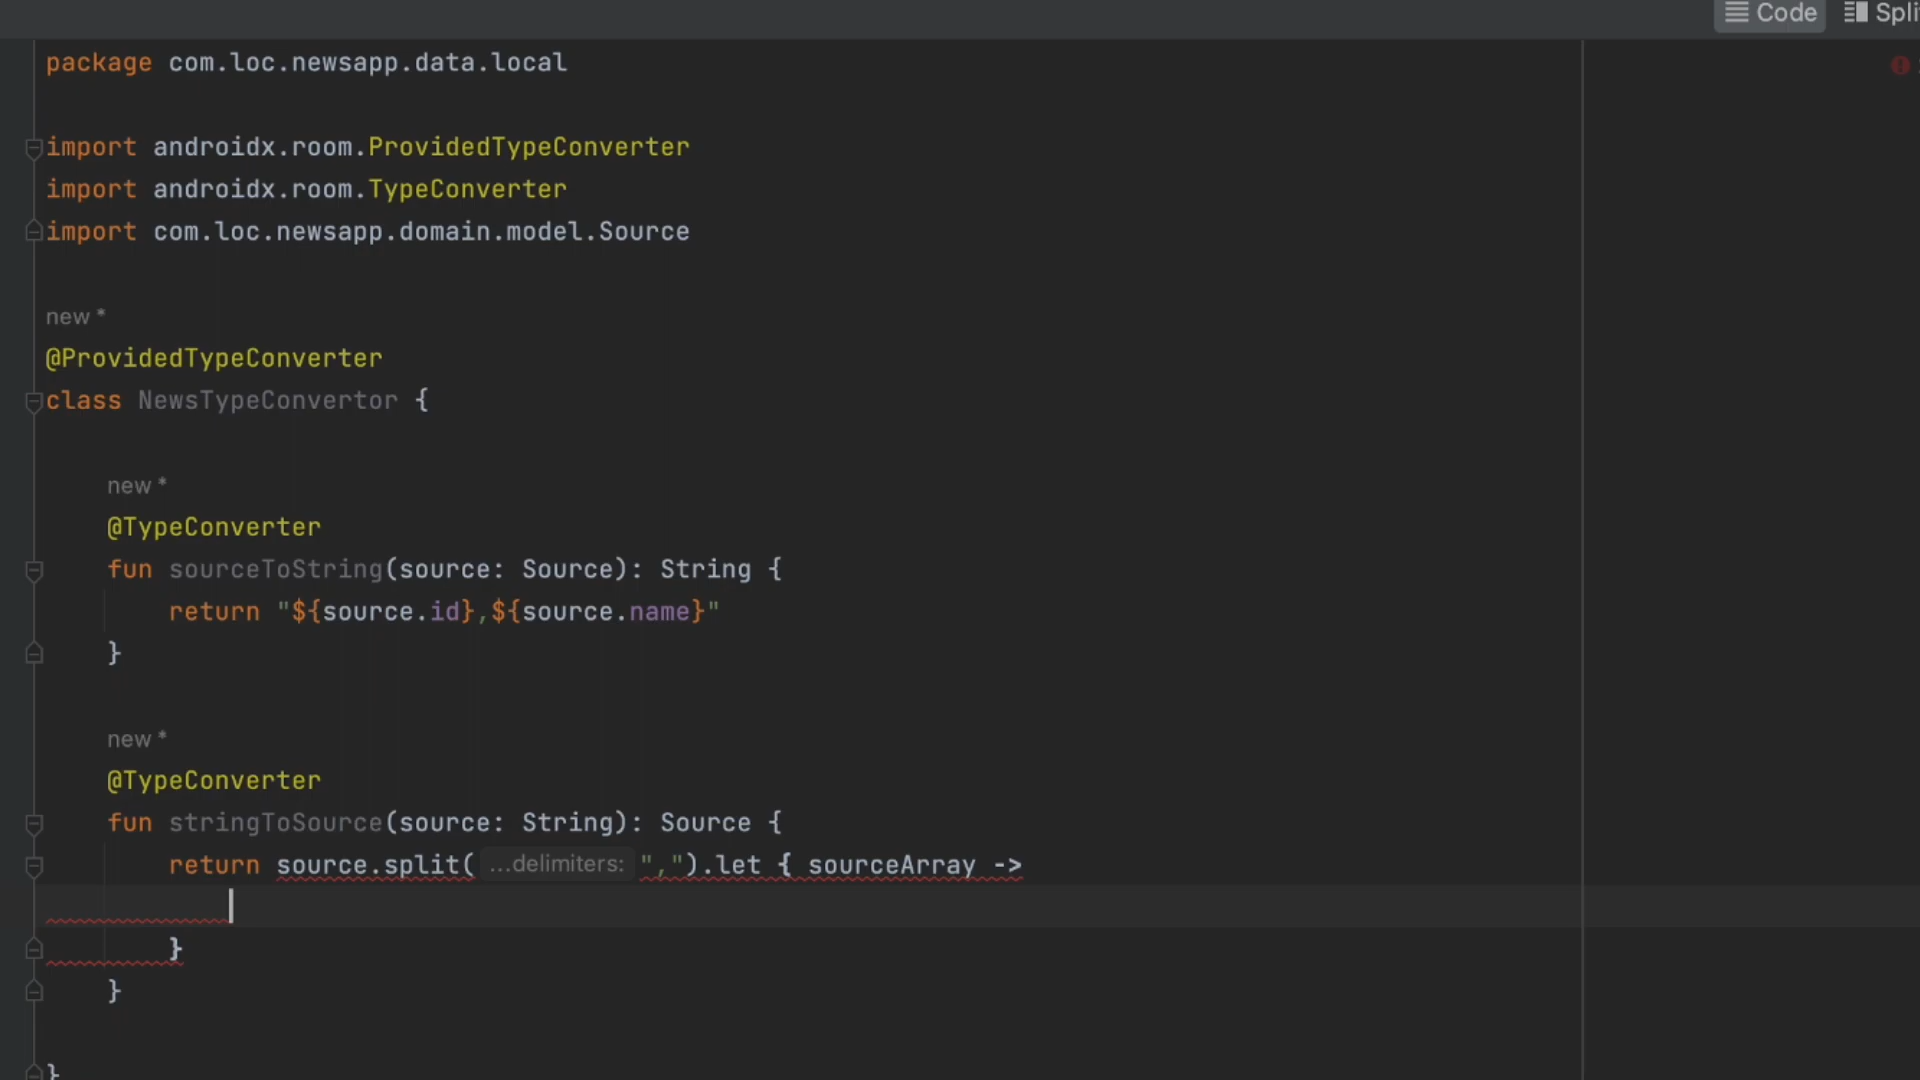 Code
package com.loc.newsapp.data.local
import androidx.room.ProvidedTypeConverter
import androidx.room.TypeConverter
import com.loc.newsapp.domain.model.Source
new *
@ProvidedTypeConverter
class NewsTypeConvertor {
new *
@TypeConverter
fun sourceToString(source: Source): String {
return "${source.id},${source.name}"
}
new *
@TypeConverter
fun stringToSource(source: String): Source {
return source.split( ...delimiters: ",").let { sourceArray ->
}
}
}